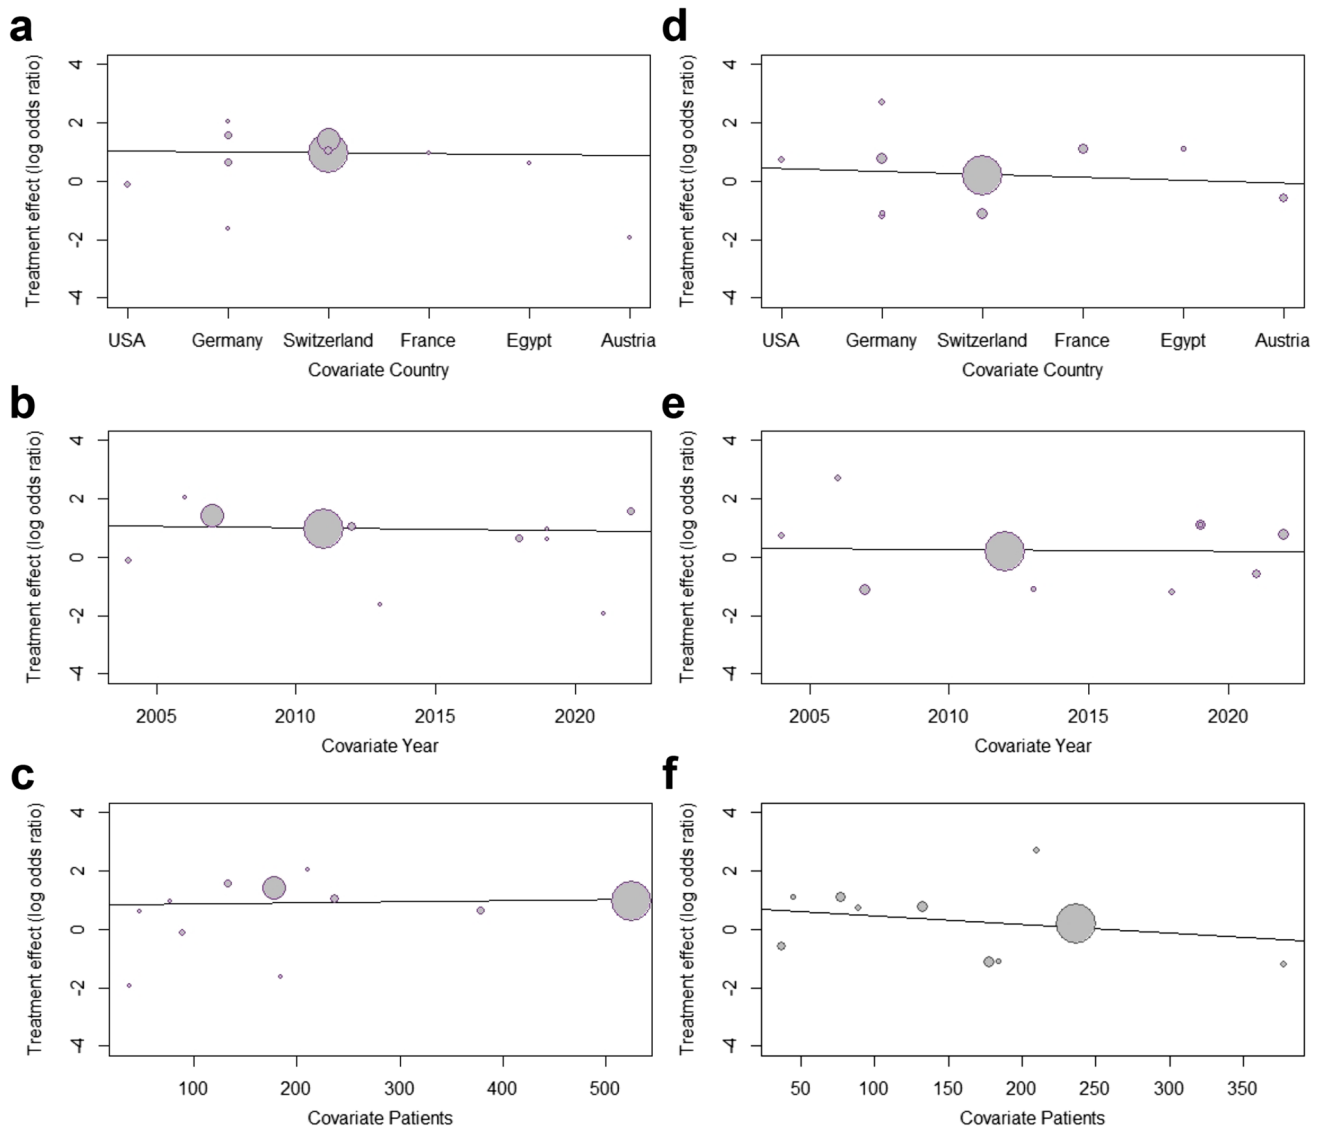 a
Treatment effect (log odds ratio)
4
2
0
-2
-4
USA Germany Switzerland France Egypt Austria
Covariate Country
d
Treatment effect (log odds ratio)
4
2
0
-2
-4
USA Germany Switzerland France Egypt Austria
Covariate Country
b
Treatment effect (log odds ratio)
4
2
0
-2
-4
2005 2010 2015 2020
Covariate Year
e
Treatment effect (log odds ratio)
4
2
0
-2
-4
2005 2010 2015 2020
Covariate Year
c
Treatment effect (log odds ratio)
4
2
0
-2
-4
100 200 300 400 500
Covariate Patients
f
Treatment effect (log odds ratio)
4
2
0
-2
-4
50 100 150 200 250 300 350
Covariate Patients